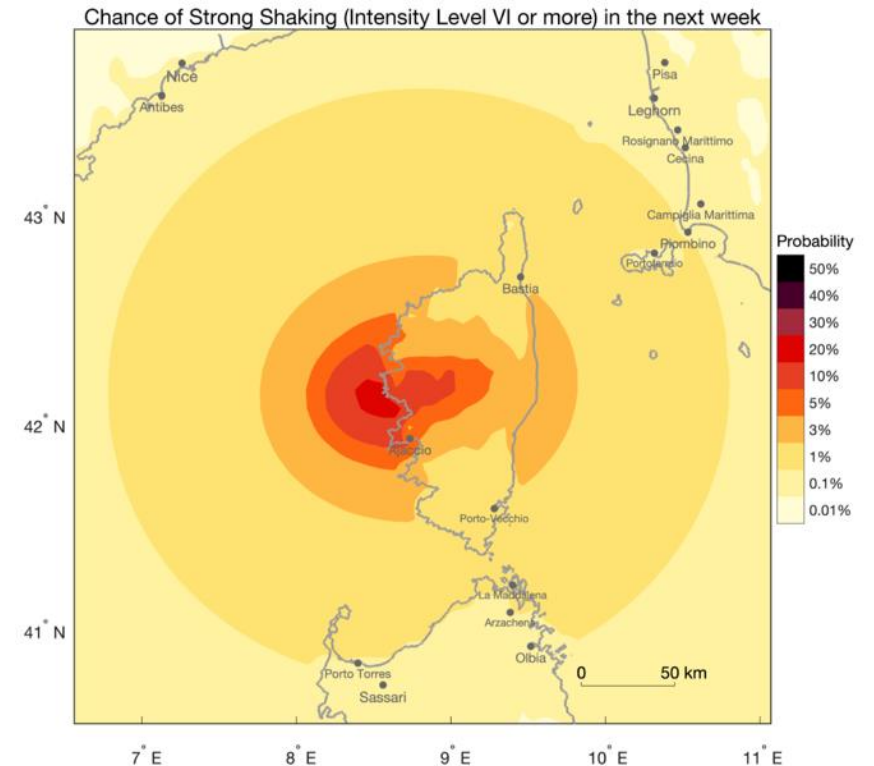 Chance of Strong Shaking (Intensity Level VI or more) in the next week
Nice
Antibes
Pisa
Leghorn
Rosignano Marittimo
Cecina
43° N
Campiglia Marittima
Piombino
Portoferraio
Bastia
Probability
50%
40%
30%
20%
10%
5%
3%
1%
0.1%
0.01%
42° N
Ajaccio
Porto-Vecchio
La Maddalena
Arzachena
41° N
Olbia
Porto Torres
Sassari
0 50 km
7° E 8° E 9° E 10° E 11° E